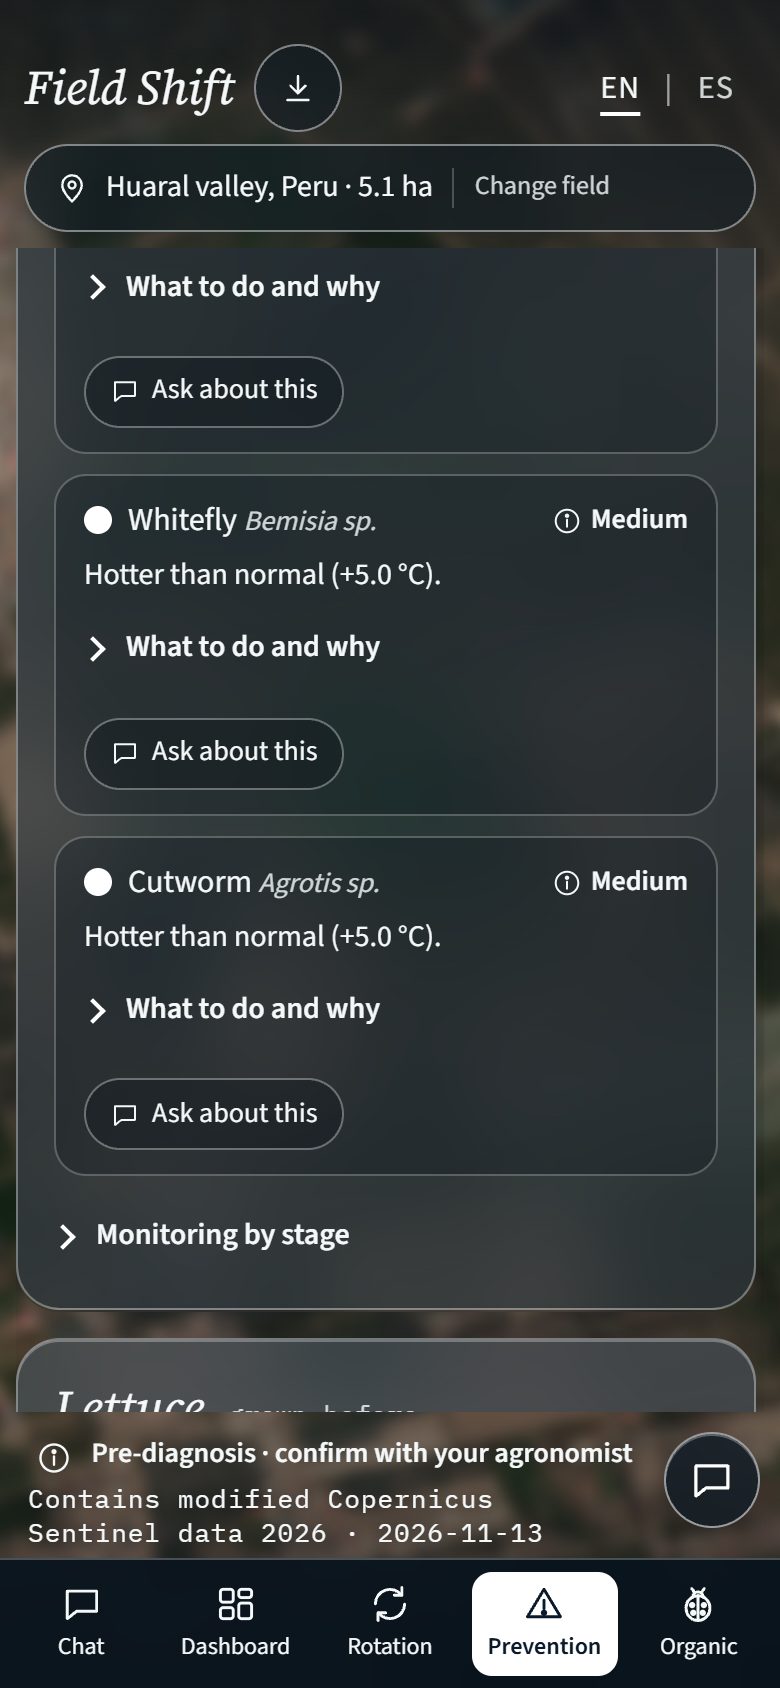 Field Shift
EN | ES
Huaral valley, Peru · 5.1 ha | Change field
What to do and why
Ask about this
Whitefly Bemisia sp. Medium
Hotter than normal (+5.0 °C).
What to do and why
Ask about this
Cutworm Agrotis sp. Medium
Hotter than normal (+5.0 °C).
What to do and why
Ask about this
Monitoring by stage
Lettuce grown before
Pre-diagnosis · confirm with your agronomist
Contains modified Copernicus
Sentinel data 2026 · 2026-11-13
Chat Dashboard Rotation Prevention Organic